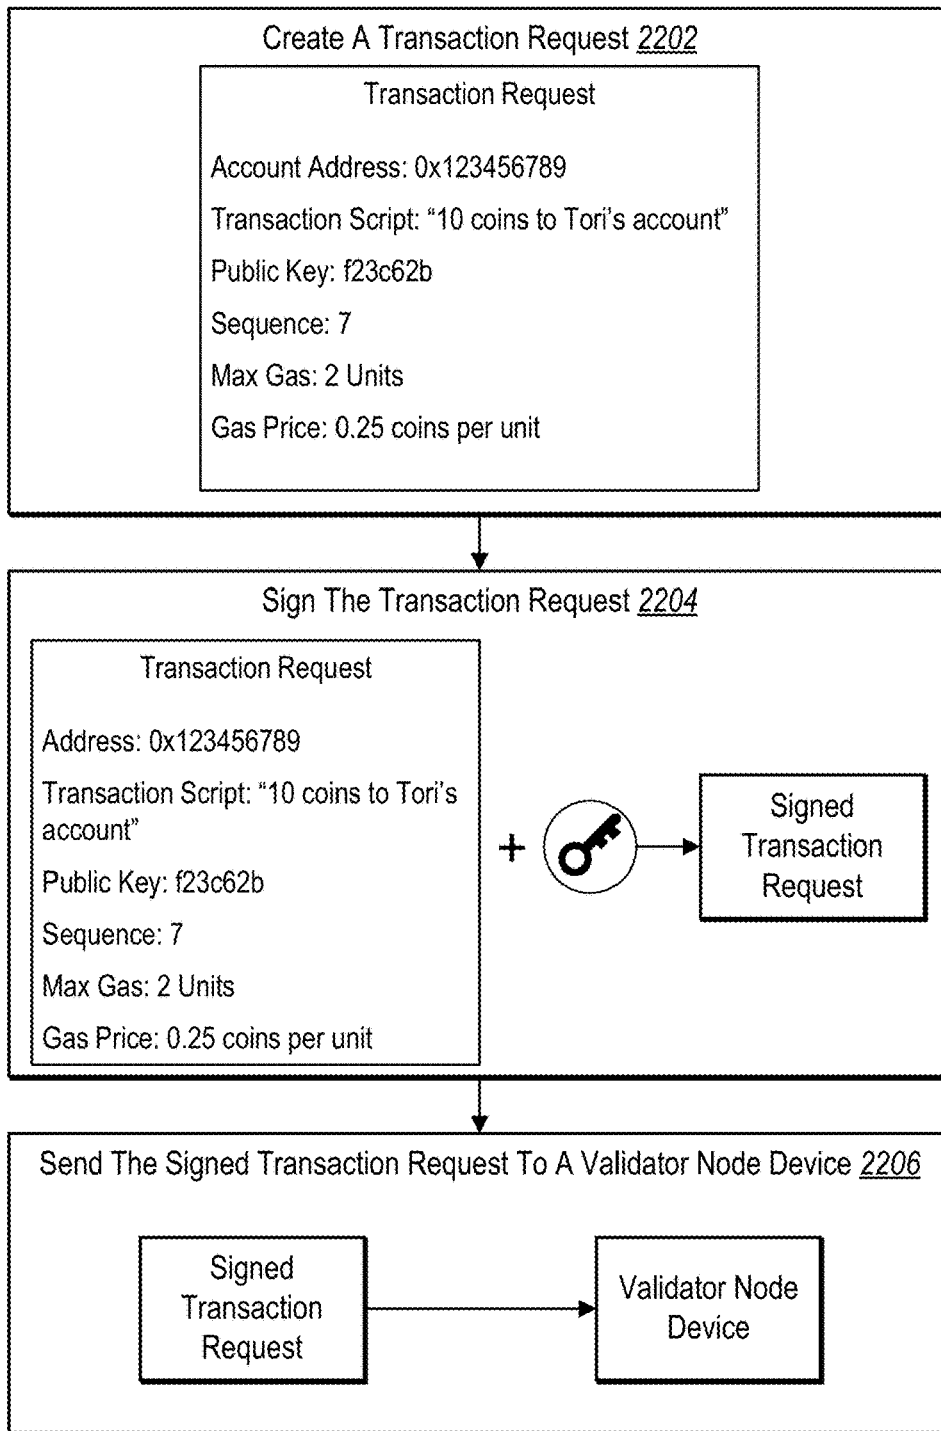 Create A Transaction Request 2202
Transaction Request
Account Address: 0x123456789
Transaction Script: “10 coins to Tori’s account”
Public Key: f23c62b
Sequence: 7
Max Gas: 2 Units
Gas Price: 0.25 coins per unit
Sign The Transaction Request 2204
Transaction Request
Address: 0x123456789
Transaction Script: “10 coins to Tori’s
account”
Public Key: f23c62b
Sequence: 7
Max Gas: 2 Units
Gas Price: 0.25 coins per unit
+
Signed
Transaction
Request
Send The Signed Transaction Request To A Validator Node Device 2206
Signed
Transaction
Request
Validator Node
Device